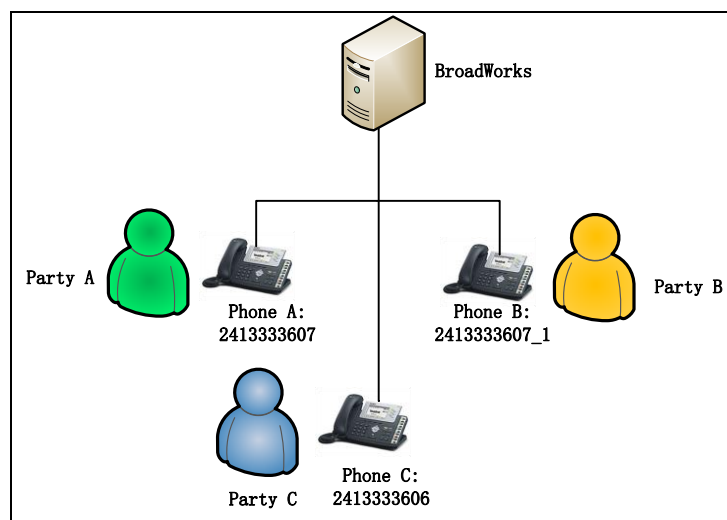 BroadWorks
Party A
Phone A:
2413333607
Phone B:
2413333607_1
Party B
Party C
Phone C:
2413333606